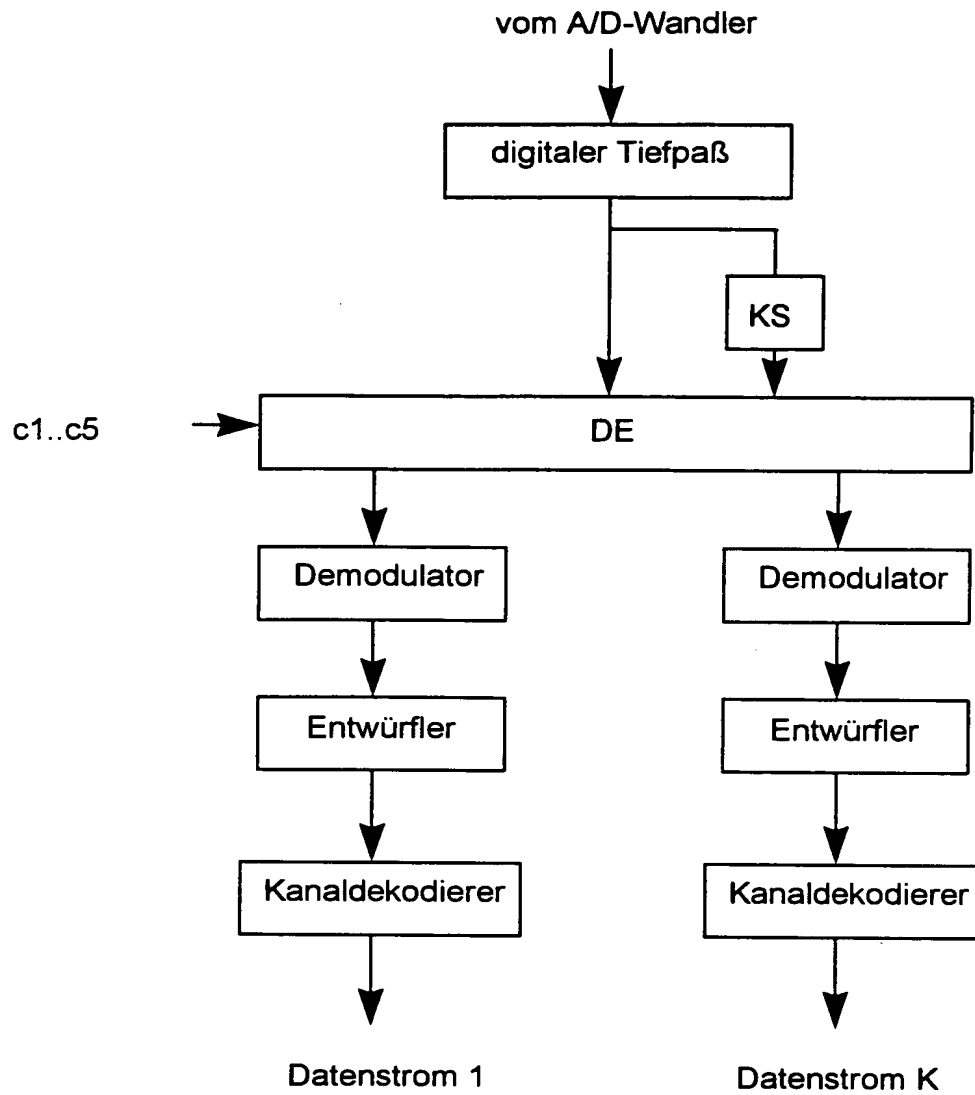 vom A/D-Wandler
digitaler Tiefpaß
KS
c1..c5
DE
Demodulator
Demodulator
Entwürfler
Entwürfler
Kanaldekodierer
Kanaldekodierer
Datenstrom 1
Datenstrom K